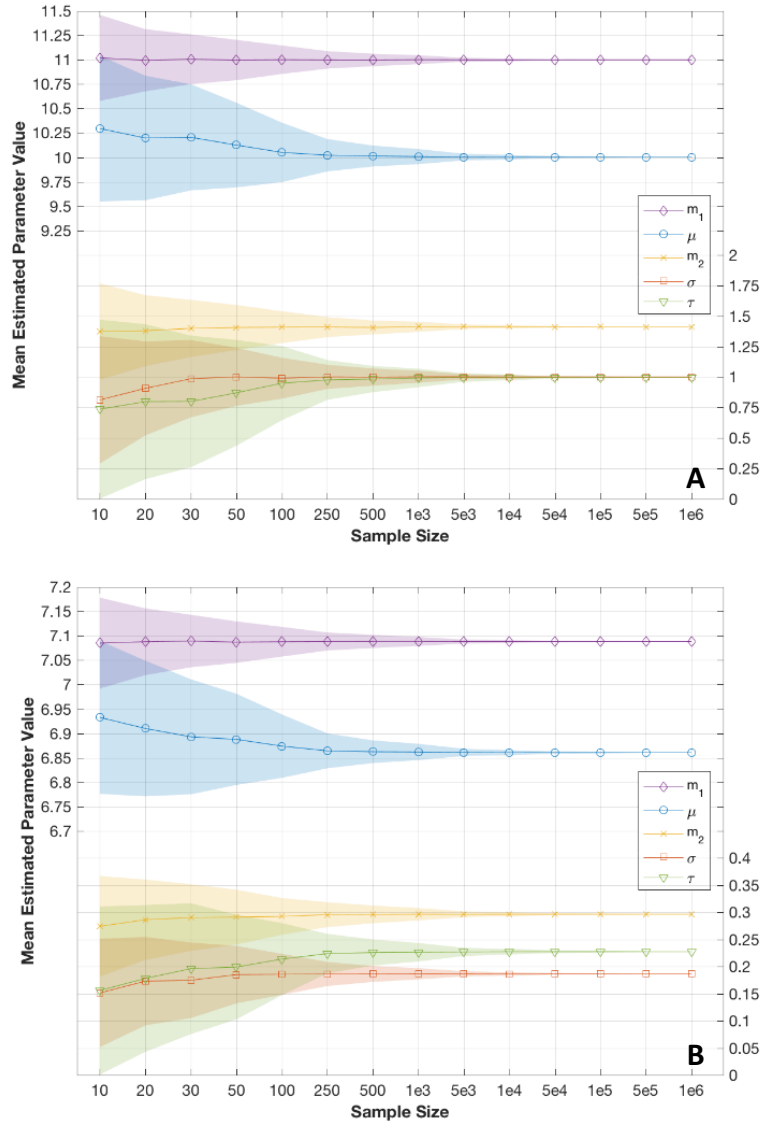 11.5
11.25
11
10.75
10.5
10.25
10
9.75
9.5
9.25
Mean Estimated Parameter Value
m1
μ
m2
σ
τ
2
1.75
1.5
1.25
1
0.75
0.5
0.25
0
A
10 20 30 50 100 250 500 1e3 5e3 1e4 5e4 1e5 5e5 1e6
Sample Size
7.2
7.15
7.1
7.05
7
6.95
6.9
6.85
6.8
6.75
6.7
Mean Estimated Parameter Value
m1
μ
m2
σ
τ
0.4
0.35
0.3
0.25
0.2
0.15
0.1
0.05
0
B
10 20 30 50 100 250 500 1e3 5e3 1e4 5e4 1e5 5e5 1e6
Sample Size